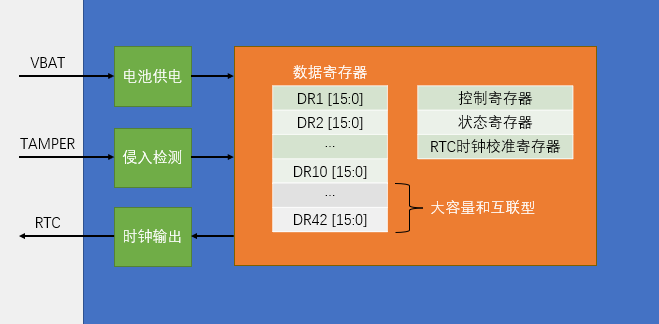 VBAT
电池供电
TAMPER
侵入检测
RTC
时钟输出
数据寄存器
DR1 [15:0]
DR2 [15:0]
...
DR10 [15:0]
...
DR42 [15:0]
控制寄存器
状态寄存器
RTC时钟校准寄存器
大容量和互联型